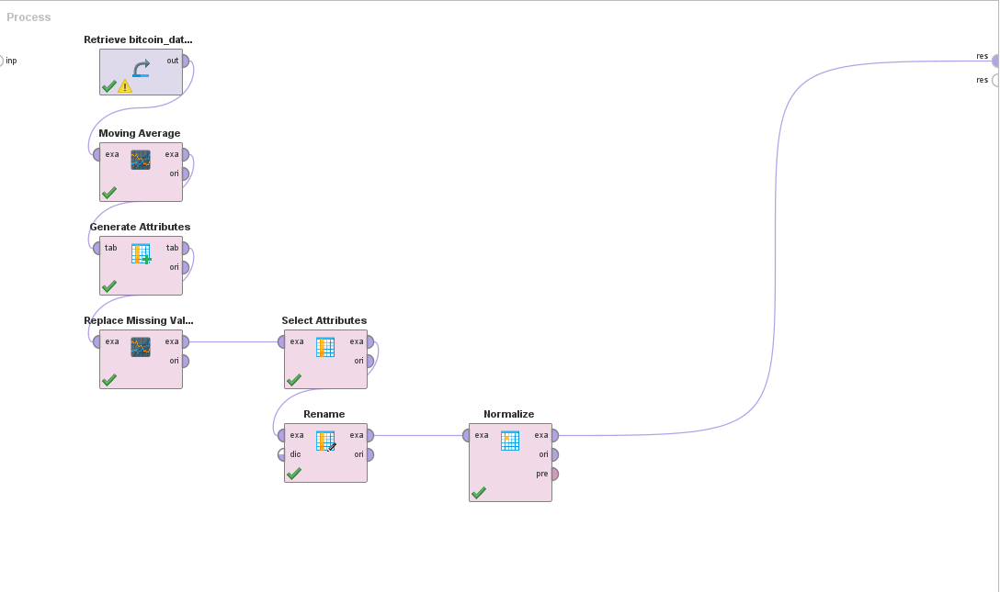 Process
inp
Retrieve bitcoin_dat...
out
res
res
Moving Average
exa exa
ori
Generate Attributes
tab tab
ori
Replace Missing Val...
exa exa
ori
Select Attributes
exa exa
ori
Rename
exa exa
dic ori
Normalize
exa exa
ori
pre